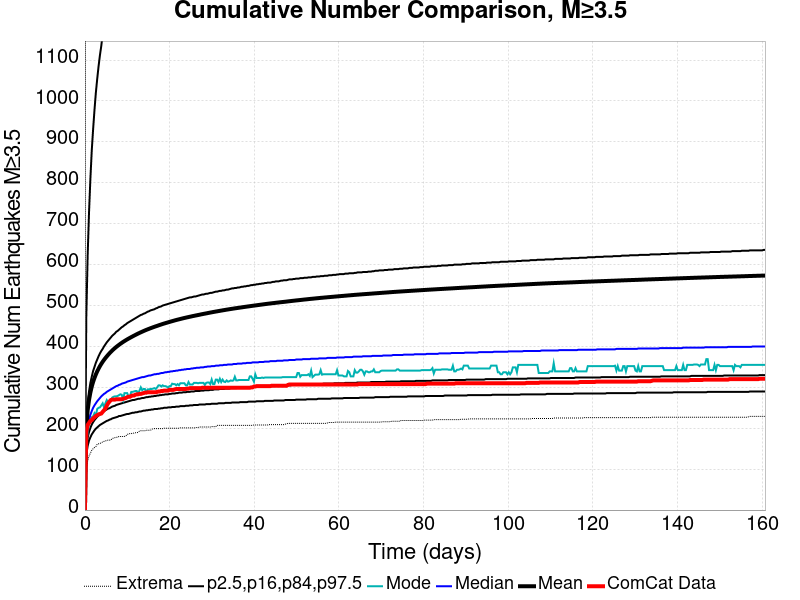 Cumulative Number Comparison, M≥3.5
Cumulative Num Earthquakes M≥3.5
1100
1000
900
800
700
600
500
400
300
200
100
0
0 20 40 60 80 100 120 140 160
Time (days)
Extrema p2.5,p16,p84,p97.5 Mode Median Mean ComCat Data